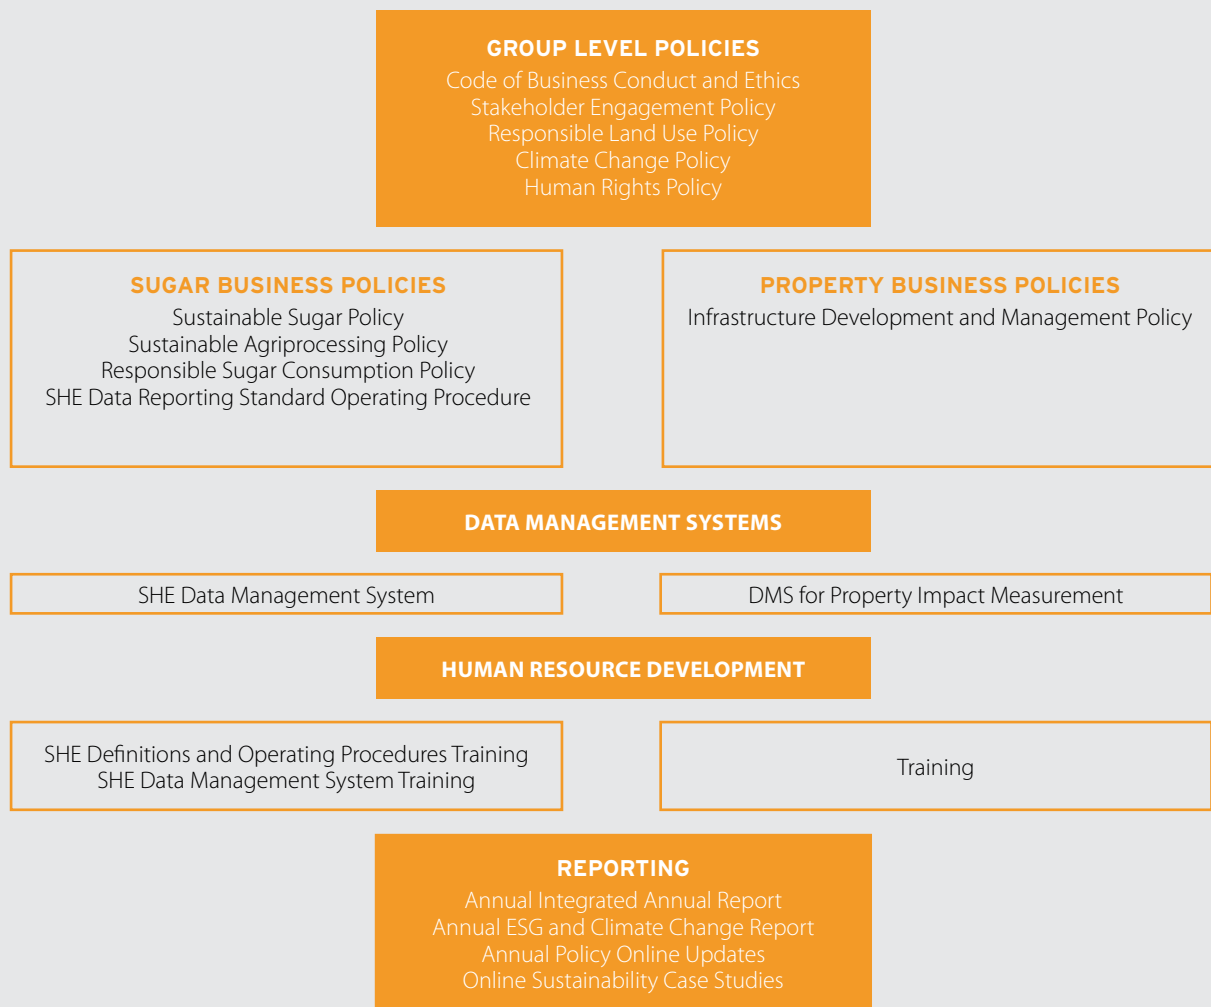 GROUP LEVEL POLICIES
Code of Business Conduct and Ethics
Stakeholder Engagement Policy
Responsible Land Use Policy
Climate Change Policy
Human Rights Policy
SUGAR BUSINESS POLICIES
Sustainable Sugar Policy
Sustainable Agriprocessing Policy
Responsible Sugar Consumption Policy
SHE Data Reporting Standard Operating Procedure
PROPERTY BUSINESS POLICIES
Infrastructure Development and Management Policy
DATA MANAGEMENT SYSTEMS
SHE Data Management System
DMS for Property Impact Measurement
HUMAN RESOURCE DEVELOPMENT
SHE Definitions and Operating Procedures Training
SHE Data Management System Training
Training
REPORTING
Annual Integrated Annual Report
Annual ESG and Climate Change Report
Annual Policy Online Updates
Online Sustainability Case Studies